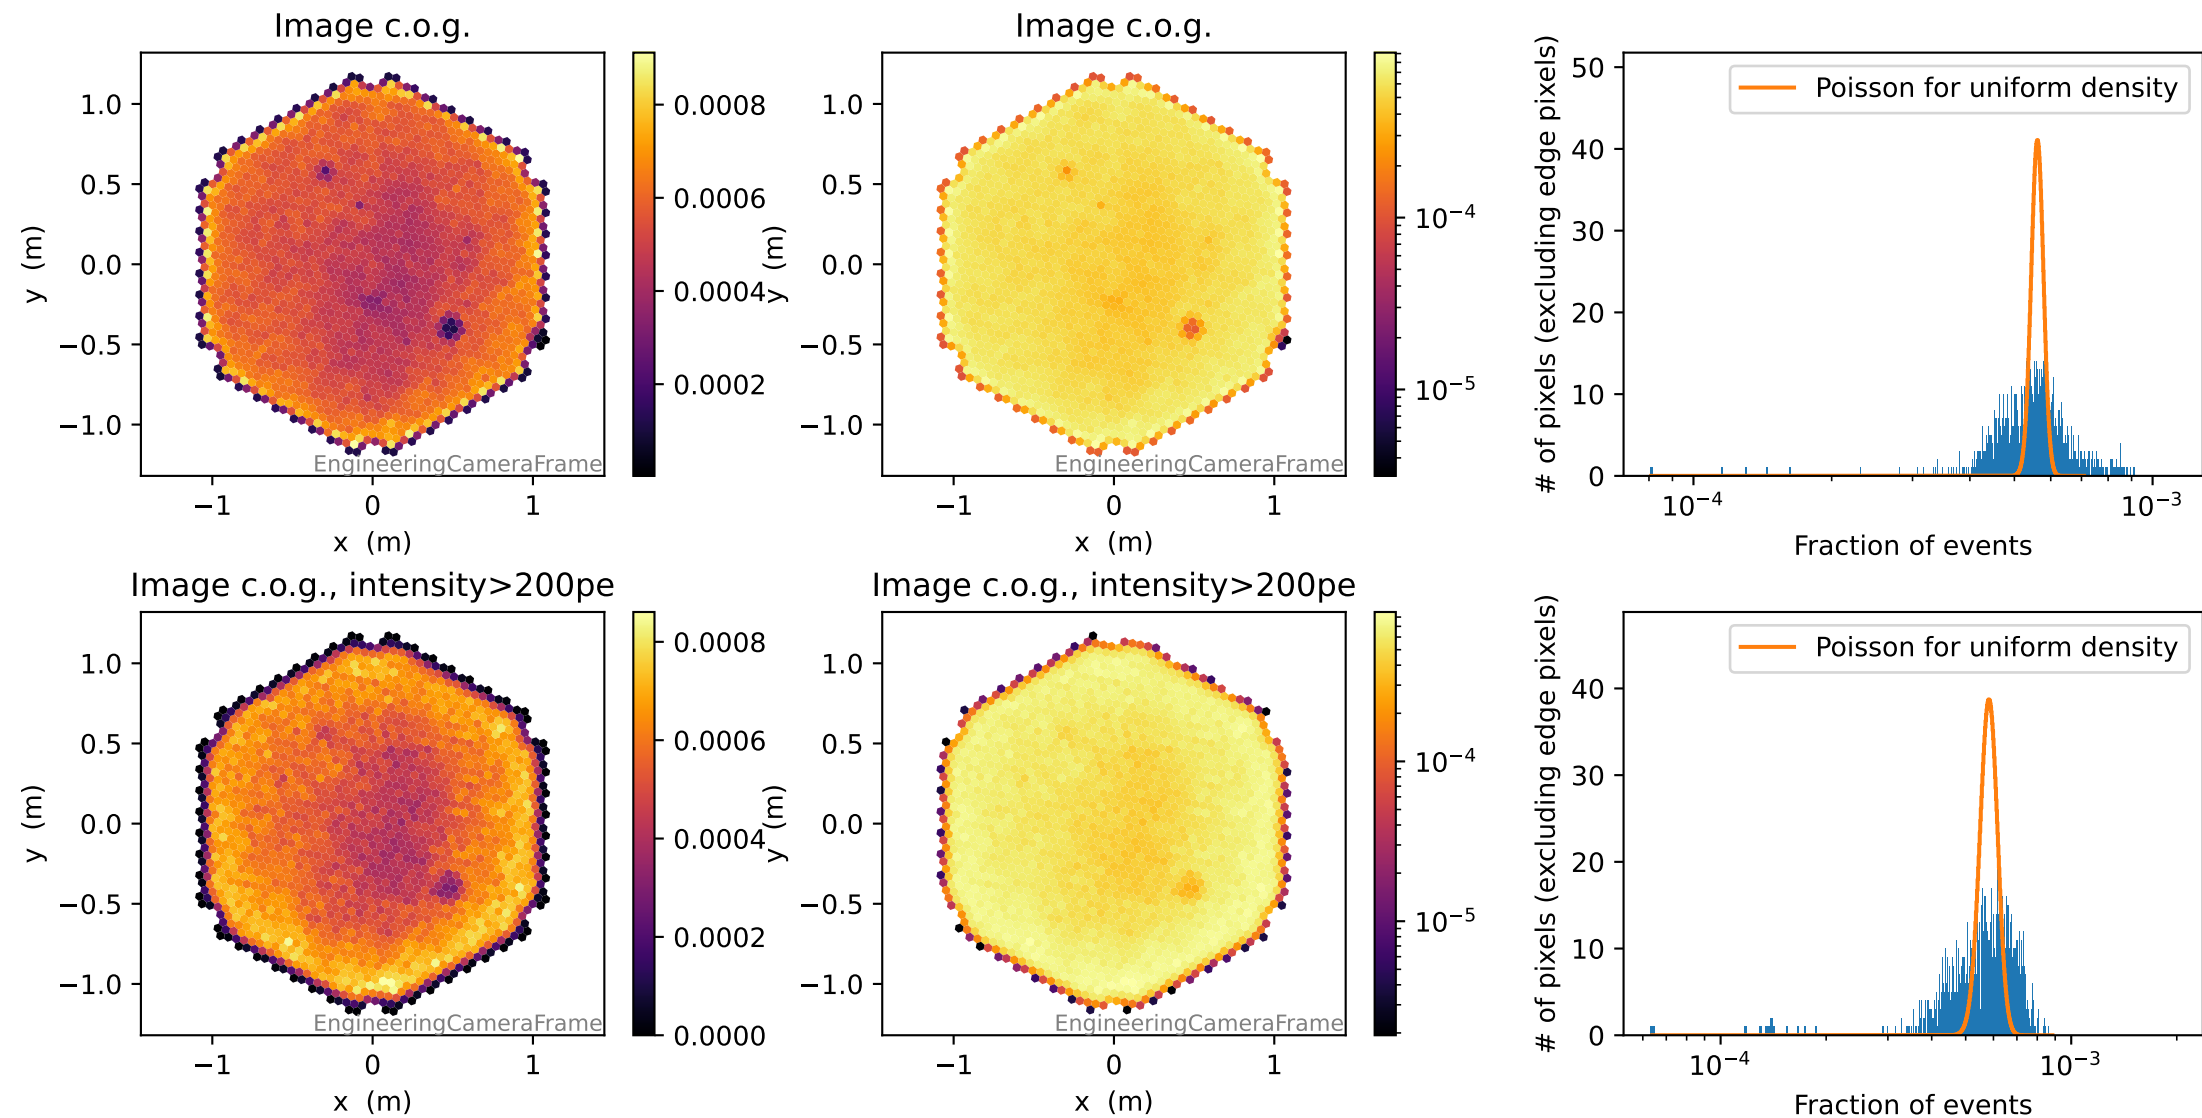 Image c.o.g.
y (m)
1.0
0.5
0.0
−0.5
−1.0
EngineeringCameraFrame
−1 0 1
x (m)
0.0008
0.0006
0.0004
0.0002
Image c.o.g.
y (m)
1.0
0.5
0.0
−0.5
−1.0
EngineeringCameraFrame
−1 0 1
x (m)
10⁻⁴
10⁻⁵
# of pixels (excluding edge pixels)
50
40
30
20
10
0
Poisson for uniform density
10⁻⁴ 10⁻³
Fraction of events
Image c.o.g., intensity>200pe
y (m)
1.0
0.5
0.0
−0.5
−1.0
EngineeringCameraFrame
−1 0 1
x (m)
0.0008
0.0006
0.0004
0.0002
0.0000
Image c.o.g., intensity>200pe
y (m)
1.0
0.5
0.0
−0.5
−1.0
EngineeringCameraFrame
−1 0 1
x (m)
10⁻⁴
10⁻⁵
# of pixels (excluding edge pixels)
40
30
20
10
0
Poisson for uniform density
10⁻⁴ 10⁻³
Fraction of events